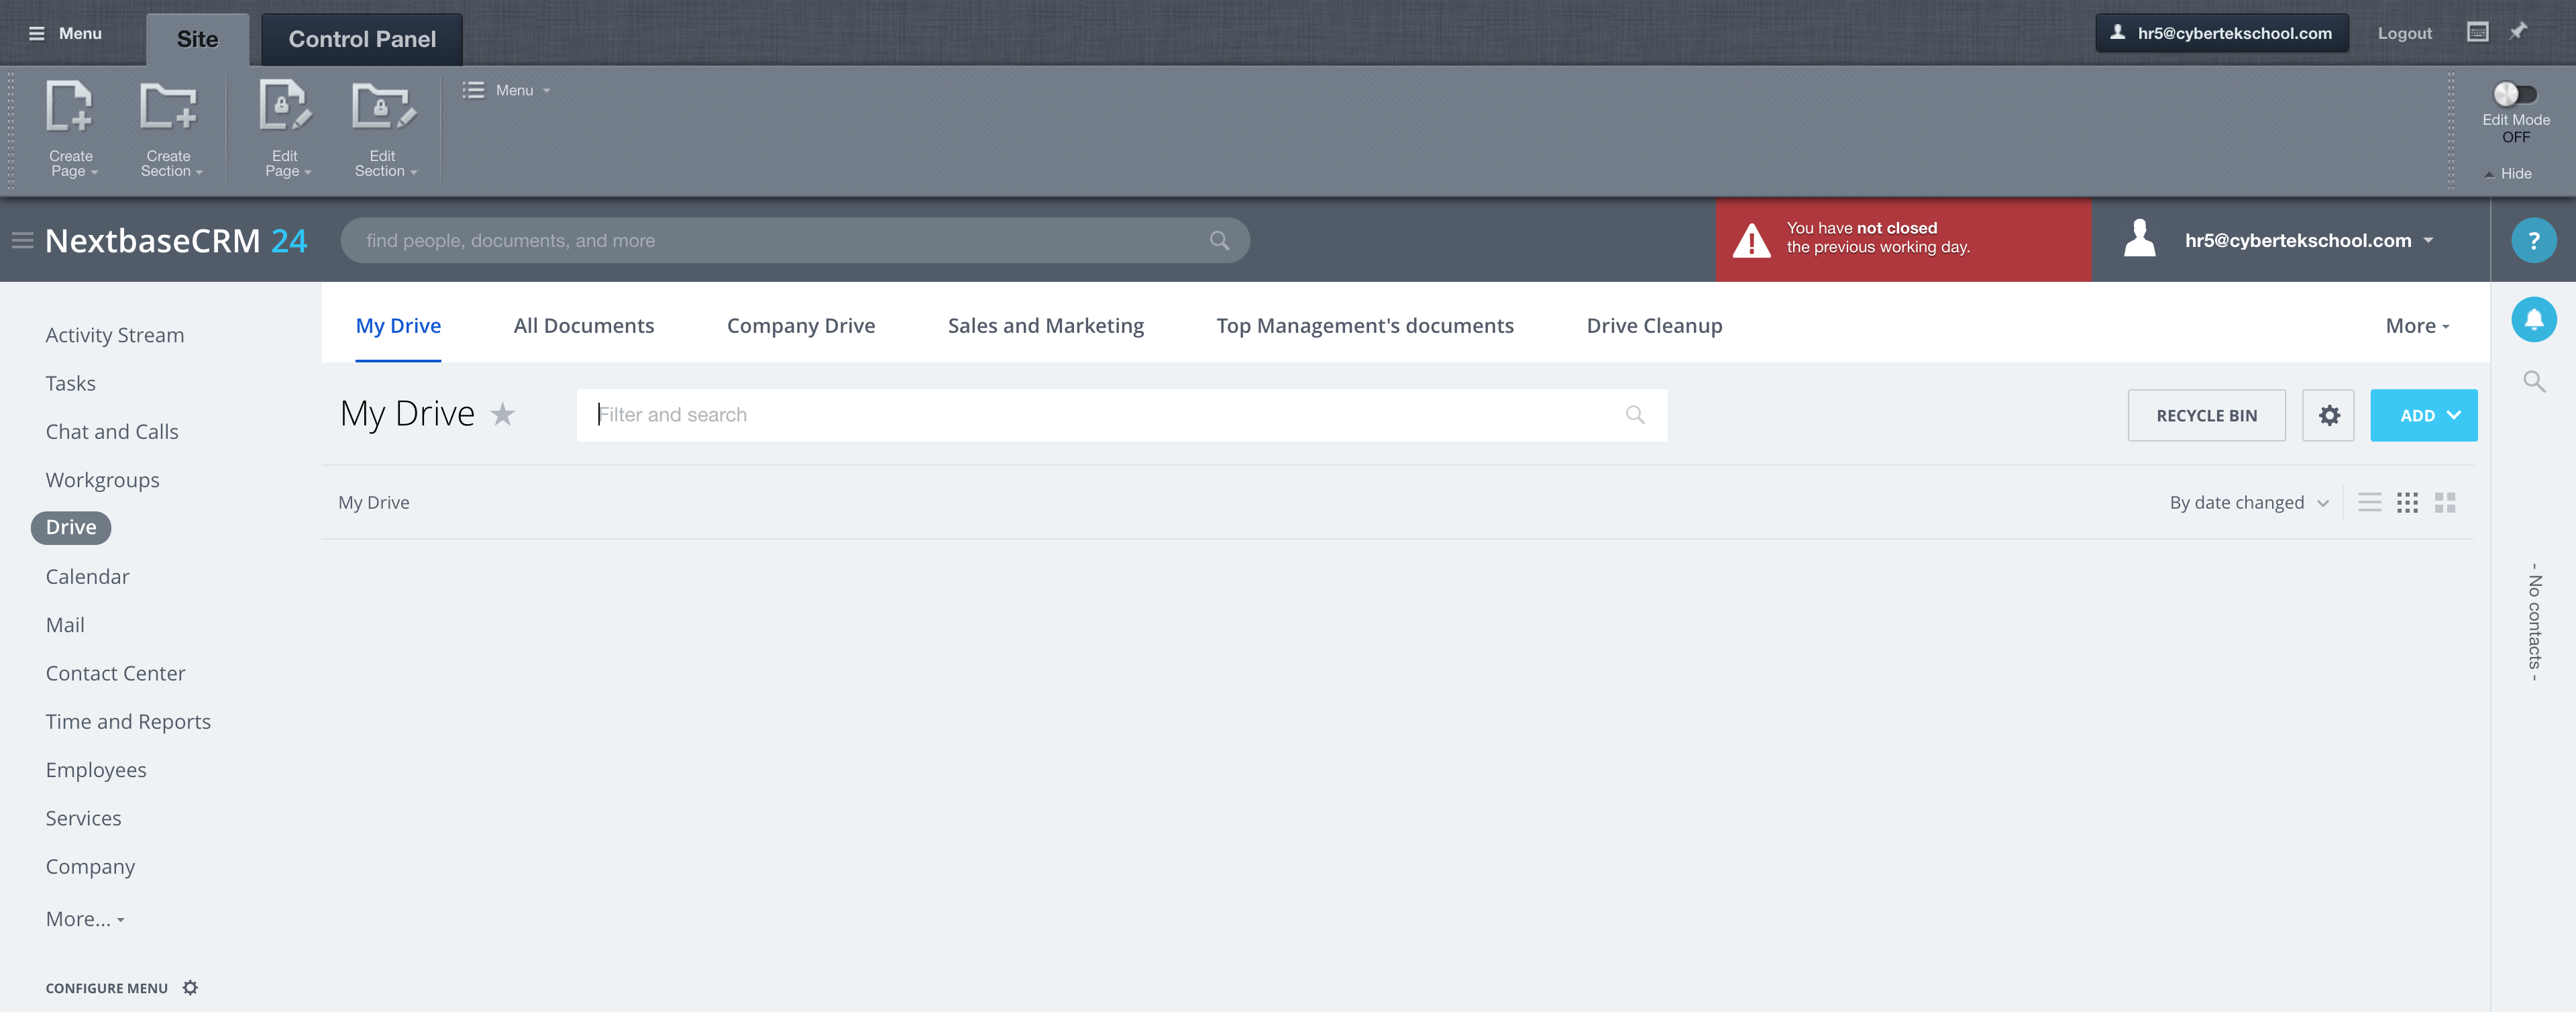 Menu
Site
Control Panel
hr5@cybertekschool.com
Logout
Create
Page
Create
Section
Edit
Page
Edit
Section
Menu
Edit Mode
OFF
Hide
NextbaseCRM 24
find people, documents, and more
You have not closed
the previous working day.
hr5@cybertekschool.com
?
Activity Stream
Tasks
Chat and Calls
Workgroups
Drive
Calendar
Mail
Contact Center
Time and Reports
Employees
Services
Company
More...
CONFIGURE MENU
My Drive
All Documents
Company Drive
Sales and Marketing
Top Management's documents
Drive Cleanup
More
My Drive
Filter and search
RECYCLE BIN
ADD
My Drive
By date changed
- No contacts -